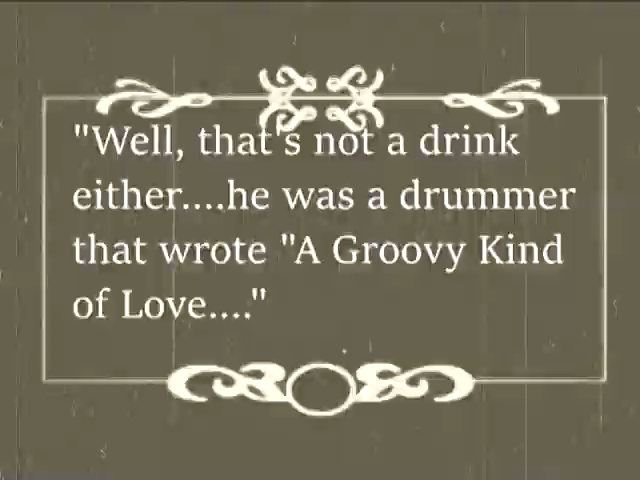 "Well, that's not a drink
either....he was a drummer
that wrote "A Groovy Kind
of Love...."